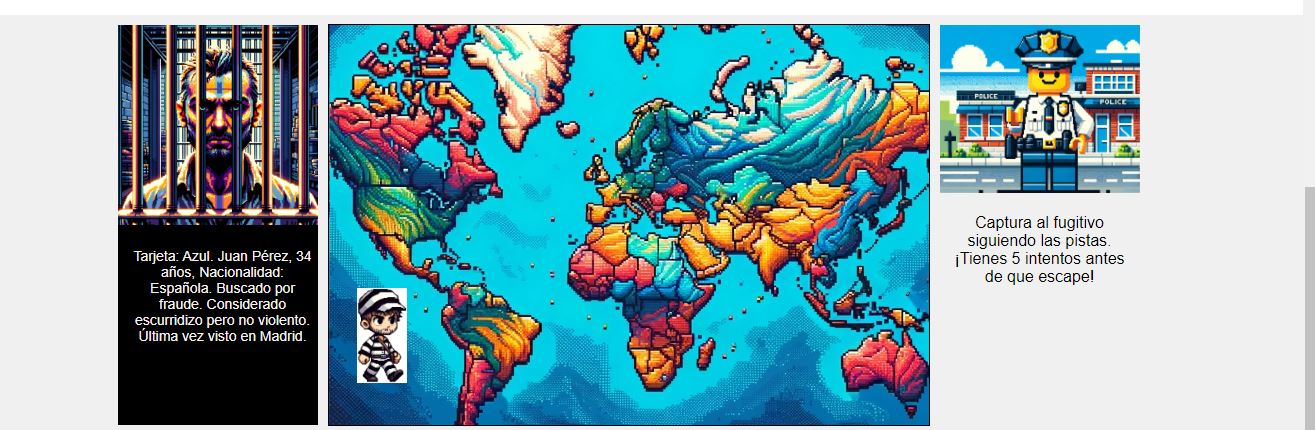 Tarjeta: Azul. Juan Pérez, 34
años, Nacionalidad:
Española. Buscado por
fraude. Considerado
escurridizo pero no violento.
Última vez visto en Madrid.
POLICE
POLICE
Captura al fugitivo
siguiendo las pistas.
¡Tienes 5 intentos antes
de que escape!